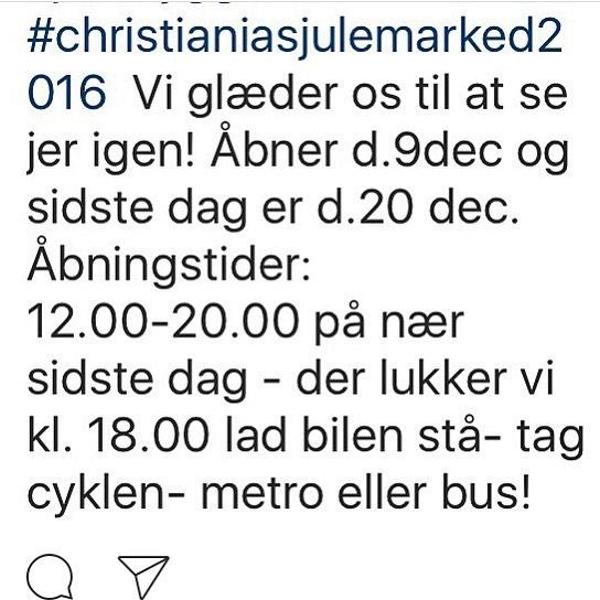 #christianiasjulemarked2
016 Vi glæder os til at se
jer igen! Åbner d.9dec og
sidste dag er d.20 dec.
Åbningstider:
12.00-20.00 på nær
sidste dag - der lukker vi
kl. 18.00 lad bilen stå- tag
cyklen- metro eller bus!